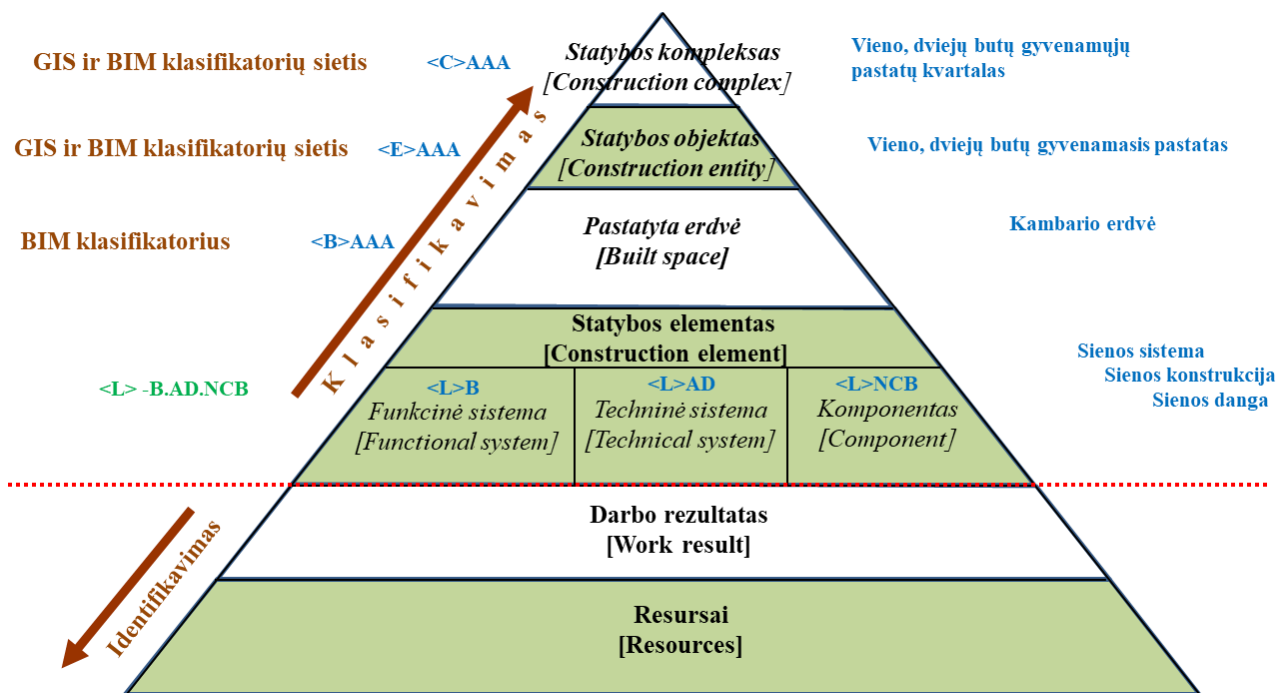 GIS ir BIM klasifikatorių sietis
<C>AAA
Statybos kompleksas
[Construction complex]
Vieno, dviejų butų gyvenamųjų
pastatų kvartalas
GIS ir BIM klasifikatorių sietis
<E>AAA
Statybos objektas
[Construction entity]
Vieno, dviejų butų gyvenamasis pastatas
BIM klasifikatorius
<B>AAA
Pastatyta erdvė
[Built space]
Kambario erdvė
Klasifikavimas
Statybos elementas
[Construction element]
<L> -B.AD.NCB
<L>B
Funkcinė sistema
[Functional system]
<L>AD
Techninė sistema
[Technical system]
<L>NCB
Komponentas
[Component]
Sienos sistema
Sienos konstrukcija
Sienos danga
Identifikavimas
Darbo rezultatas
[Work result]
Resursai
[Resources]